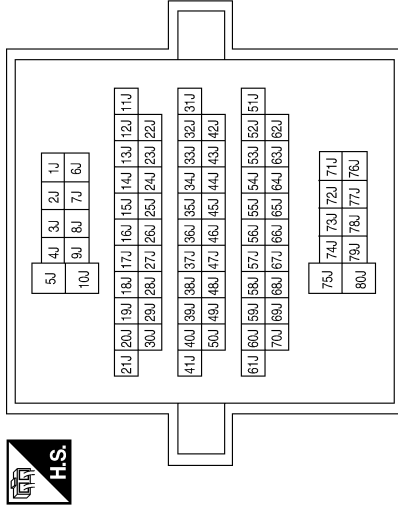 H.S.
5J 4J 3J 2J 1J
10J 9J 8J 7J 6J
21J 20J 19J 18J 17J 16J 15J 14J 13J 12J 11J
30J 29J 28J 27J 26J 25J 24J 23J 22J
41J 40J 39J 38J 37J 36J 35J 34J 33J 32J 31J
50J 49J 48J 47J 46J 45J 44J 43J 42J
61J 60J 59J 58J 57J 56J 55J 54J 53J 52J 51J
70J 69J 68J 67J 66J 65J 64J 63J 62J
75J 74J 73J 72J 71J
80J 79J 78J 77J 76J